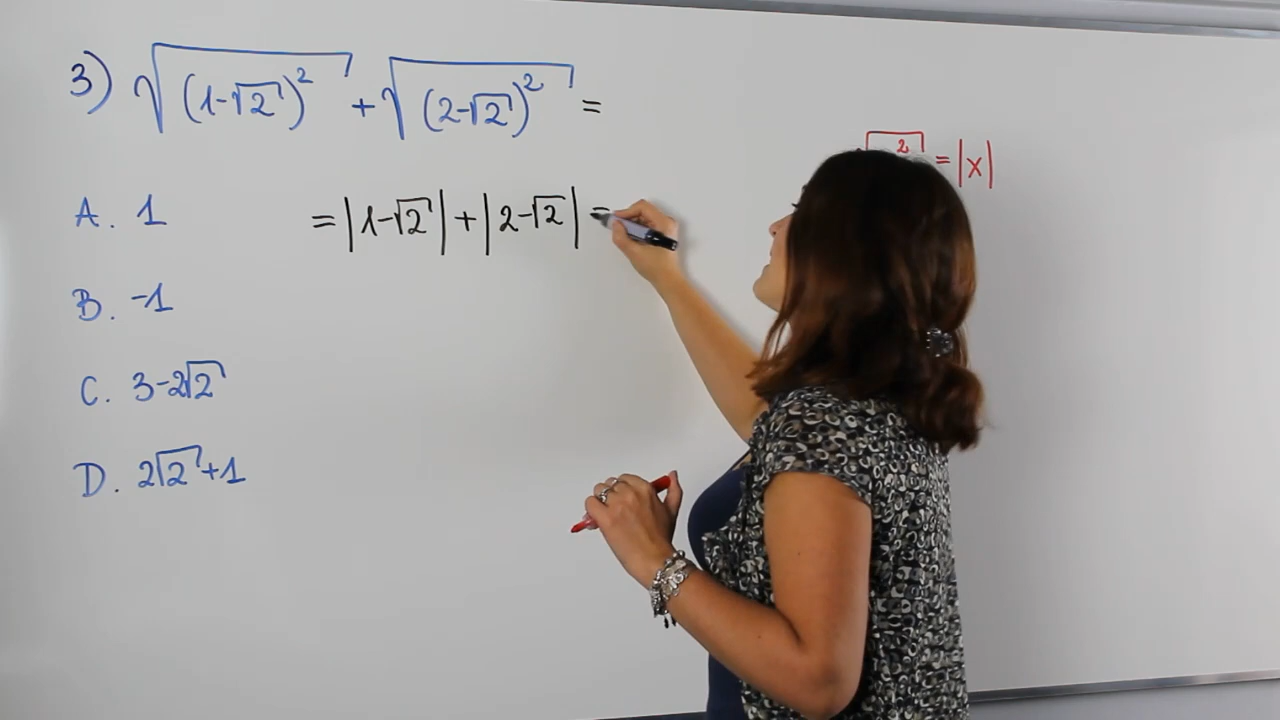 3) √(1-√2)² + √(2-√2)² =
√ ² = |x|
A. 1
= |1-√2| + |2-√2| =
B. -1
C. 3-2√2
D. 2√2+1